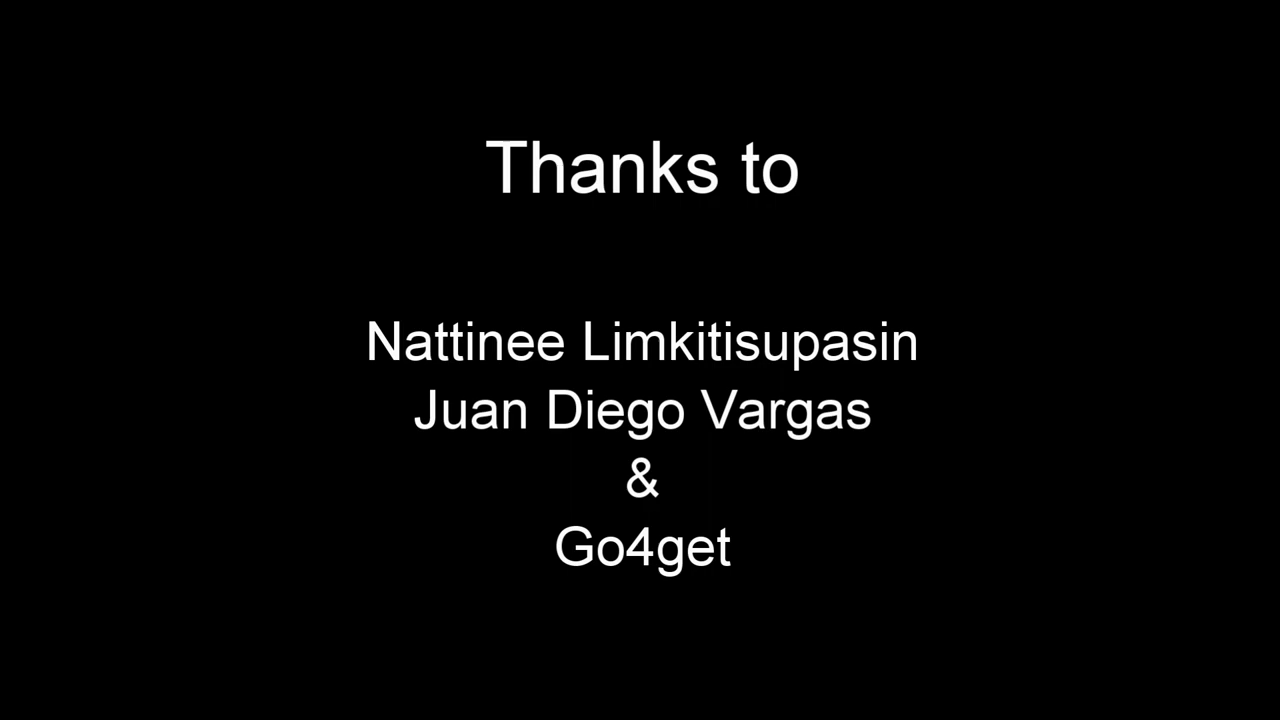 Thanks to
Nattinee Limkitisupasin
Juan Diego Vargas
&
Go4get